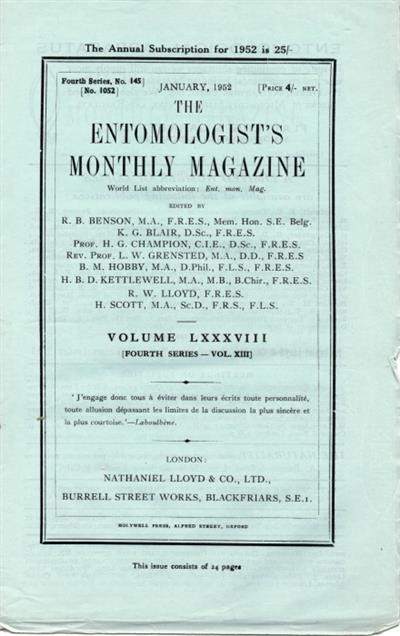 The Annual Subscription for 1952 is 25/-
Fourth Series, No. 145]
[No. 1052]
JANUARY, 1952
[PRICE 4/- NET.
THE
ENTOMOLOGIST'S
MONTHLY MAGAZINE
World List abbreviation: Ent. mon. Mag.
EDITED BY
R. B. BENSON, M.A., F.R.E.S., Mem. Hon. S.E. Belg.
K. G. BLAIR, D.Sc., F.R.E.S.
PROF. H. G. CHAMPION, C.I.E., D.Sc., F.R.E.S.
REV. PROF. L. W. GRENSTED, M.A., D.D., F.R.E.S
B. M. HOBBY, M.A., D.Phil., F.L.S., F.R.E.S.
H. B. D. KETTLEWELL, M.A., M.B., B.Chir., F.R.E.S.
R. W. LLOYD, F.R.E.S.
H. SCOTT, M.A., Sc.D., F.R.S., F.L.S.
VOLUME LXXXVIII
[FOURTH SERIES — VOL. XIII]
'J'engage donc tous à éviter dans leurs écrits toute personnalité,
toute allusion dépassant les limites de la discussion la plus sincère et
la plus courtoise.'—Laboulbène.
LONDON:
NATHANIEL LLOYD & CO., LTD.,
BURRELL STREET WORKS, BLACKFRIARS, S.E.1.
HOLYWELL PRESS, ALFRED STREET, OXFORD
This issue consists of 24 pages